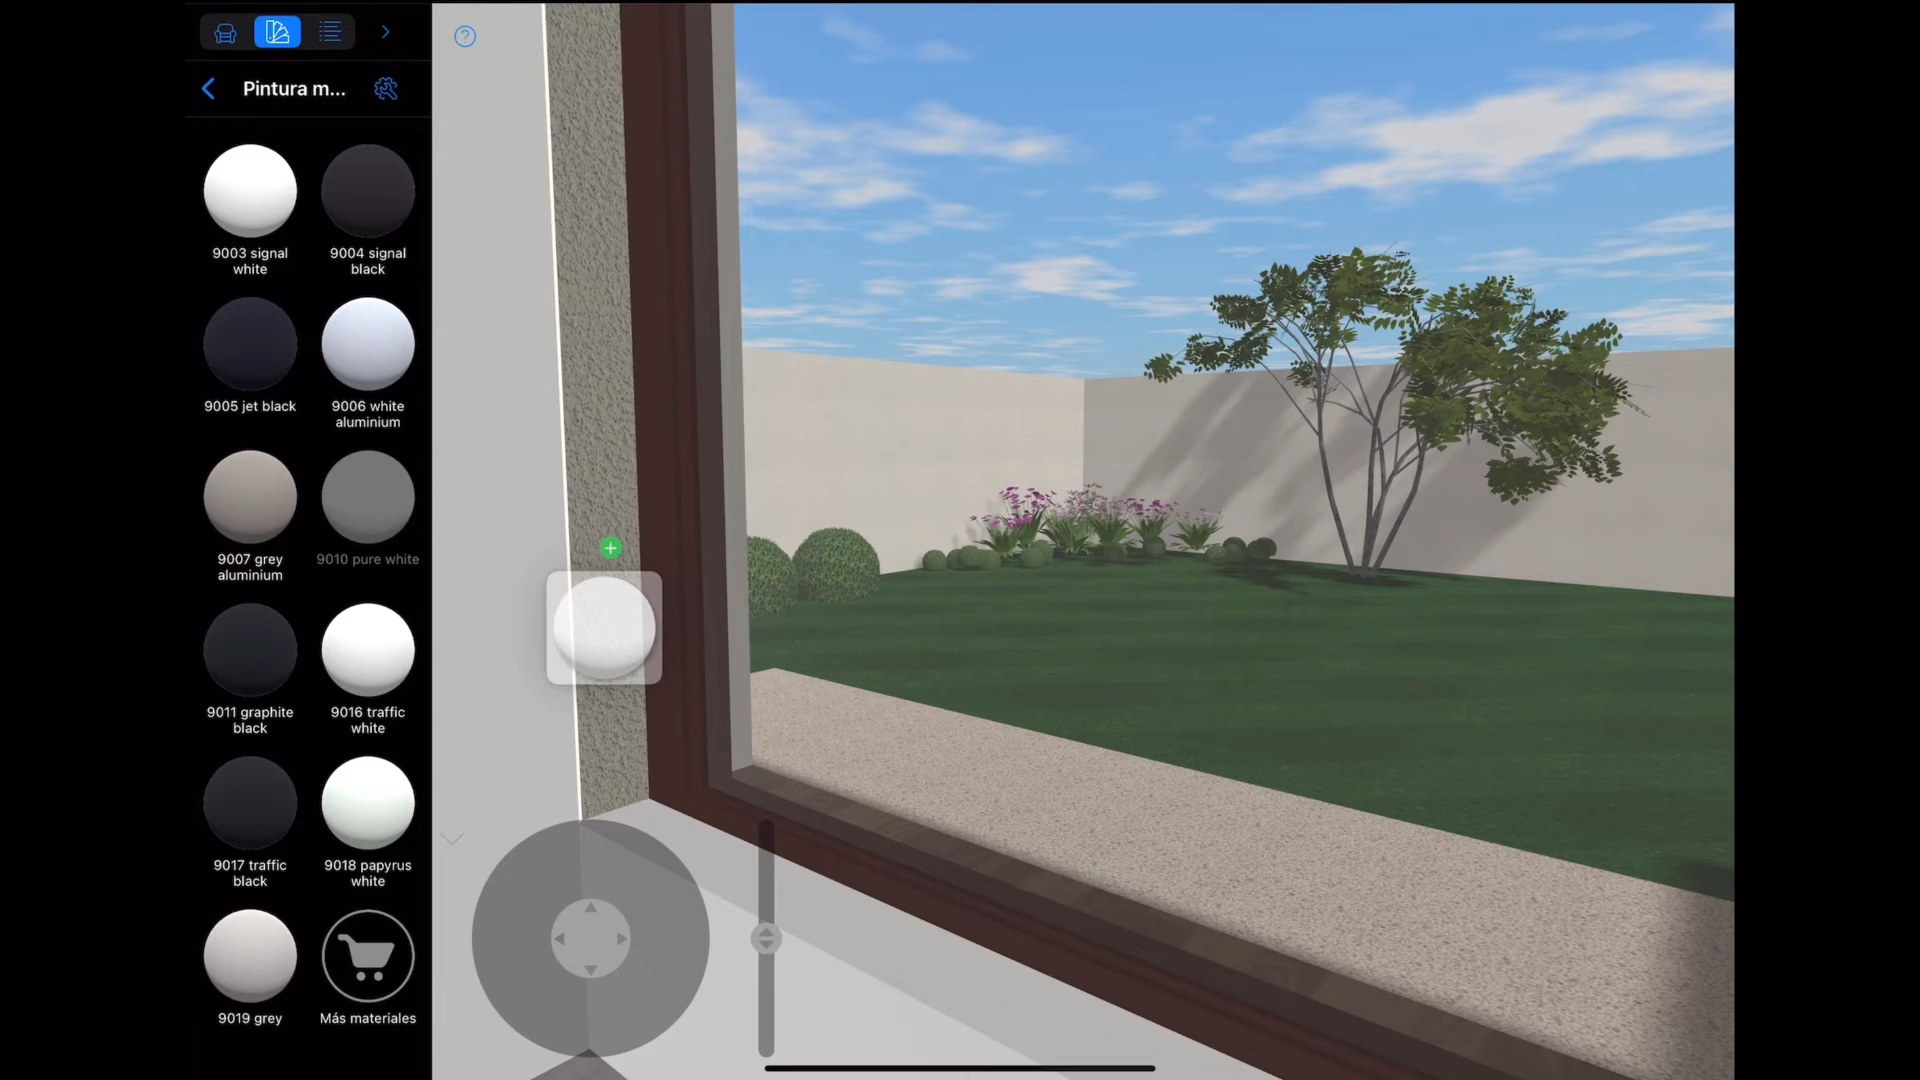 Pintura m...
9003 signal
white
9004 signal
black
9005 jet black
9006 white
aluminium
9007 grey
aluminium
9010 pure white
9011 graphite
black
9016 traffic
white
9017 traffic
black
9018 papyrus
white
9019 grey
Más materiales